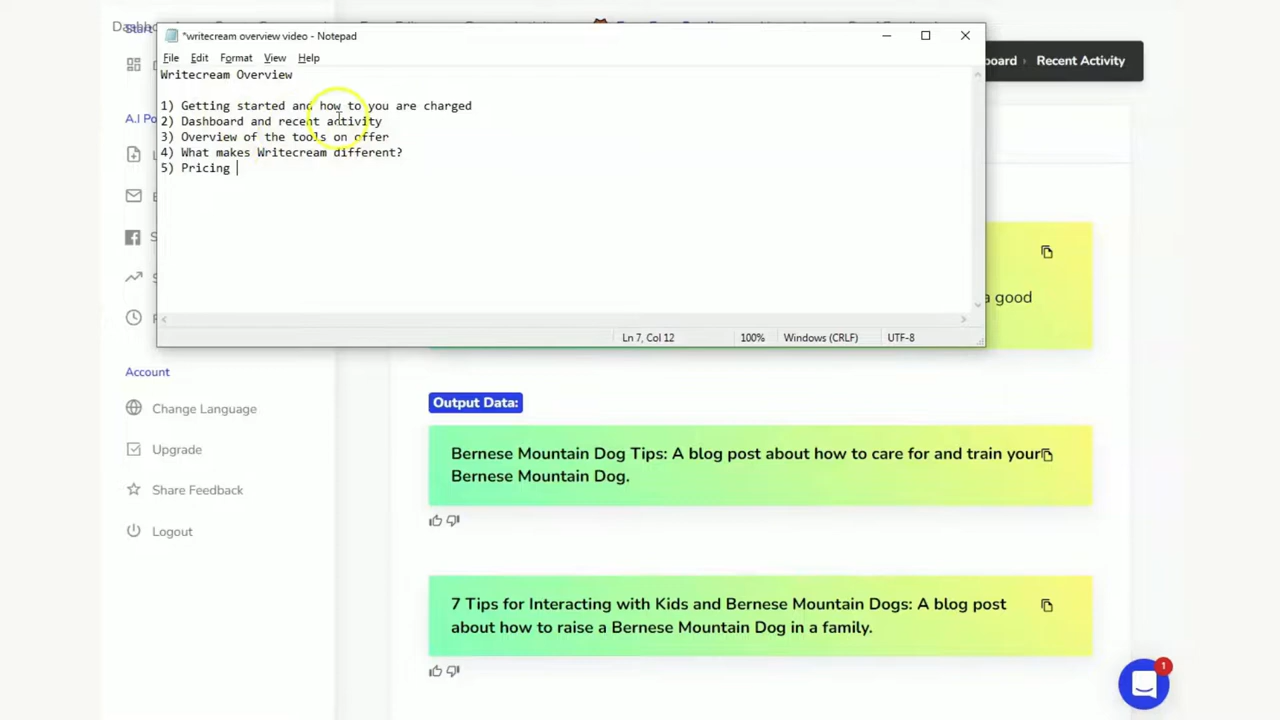 *writecream overview video - Notepad
File Edit Format View Help
Writecream Overview
1) Getting started and how to you are charged
2) Dashboard and recent activity
3) Overview of the tools on offer
4) What makes Writecream different?
5) Pricing
Ln 7, Col 12
100%
Windows (CRLF)
UTF-8
board › Recent Activity
A.I Po
a good
Account
Change Language
Upgrade
Share Feedback
Logout
Output Data:
Bernese Mountain Dog Tips: A blog post about how to care for and train your
Bernese Mountain Dog.
7 Tips for Interacting with Kids and Bernese Mountain Dogs: A blog post
about how to raise a Bernese Mountain Dog in a family.
1